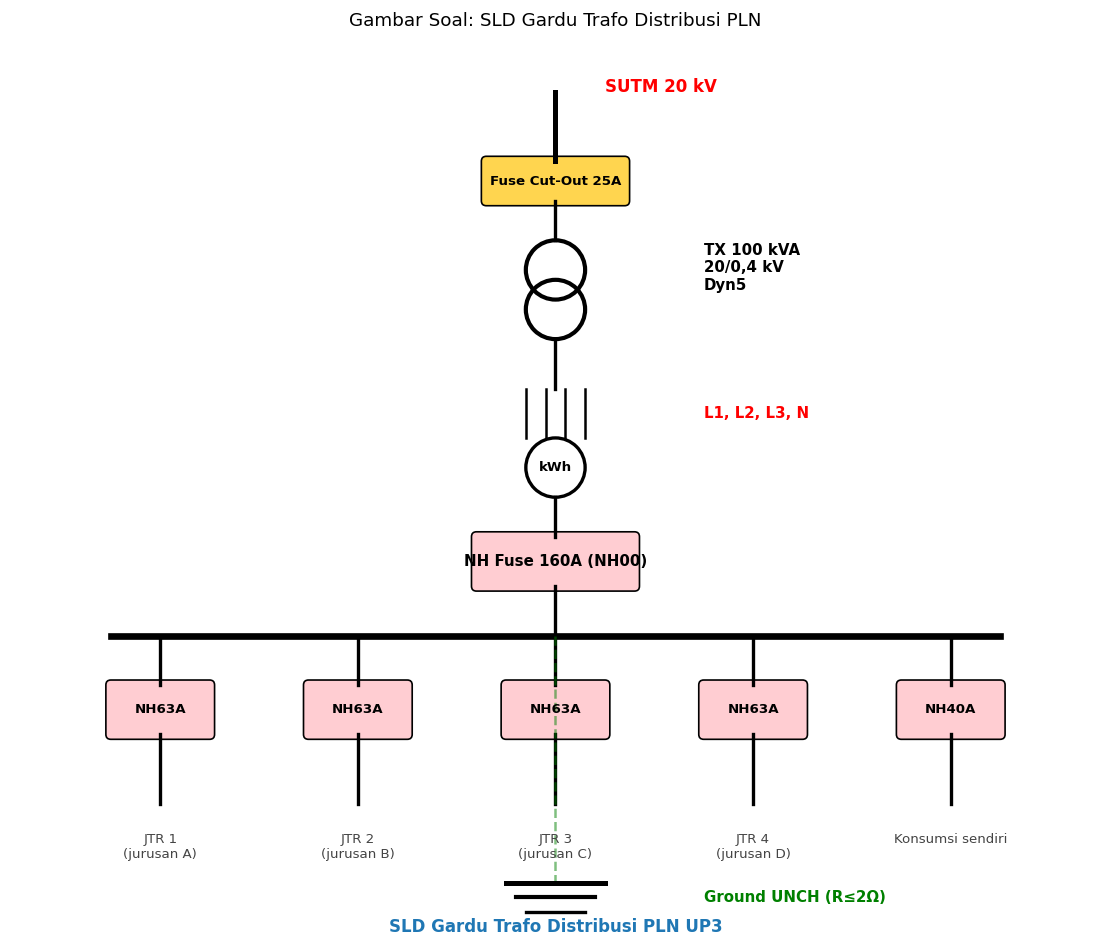 Gambar Soal: SLD Gardu Trafo Distribusi PLN
SUTM 20 kV
Fuse Cut-Out 25A
TX 100 kVA
20/0,4 kV
Dyn5
L1, L2, L3, N
kWh
NH Fuse 160A (NH00)
NH63A
NH63A
NH63A
NH63A
NH40A
JTR 1
(jurusan A)
JTR 2
(jurusan B)
JTR 3
(jurusan C)
JTR 4
(jurusan D)
Konsumsi sendiri
Ground UNCH (R≤2Ω)
SLD Gardu Trafo Distribusi PLN UP3